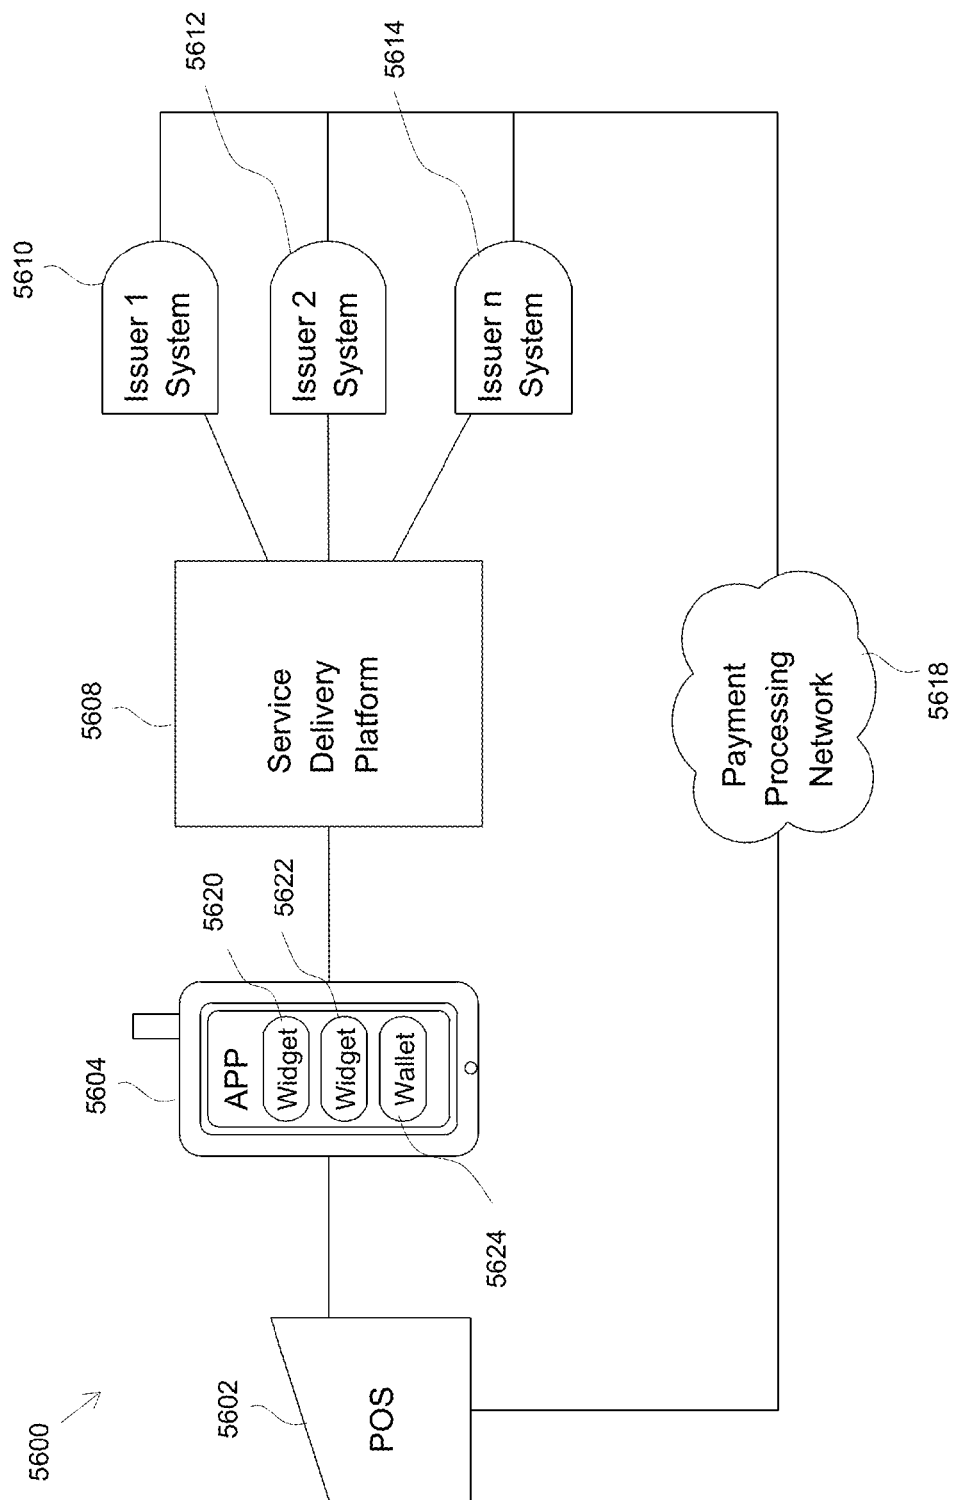 5600
5602
POS
5604
APP
Widget
Widget
Wallet
5620
5622
5624
5608
Service
Delivery
Platform
5610
Issuer 1
System
5612
Issuer 2
System
5614
Issuer n
System
Payment
Processing
Network
5618